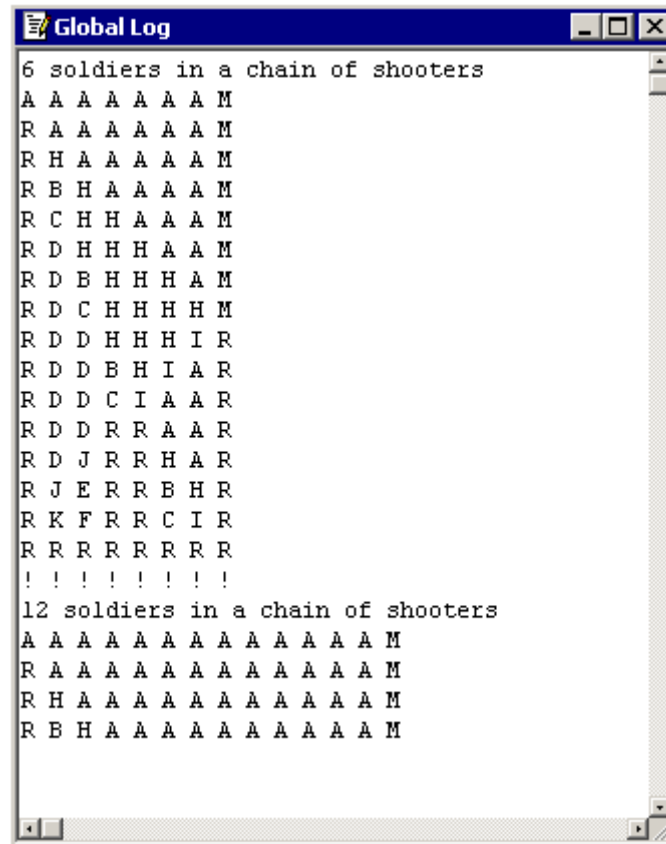 Global Log
6 soldiers in a chain of shooters
A A A A A A A M
R A A A A A A M
R H A A A A A M
R B H A A A A M
R C H H A A A M
R D H H H A A M
R D B H H H A M
R D C H H H H M
R D D H H H I R
R D D B H I A R
R D D C I A A R
R D D R R A A R
R D J R R H A R
R J E R R B H R
R K F R R C I R
R R R R R R R R
! ! ! ! ! ! ! !
12 soldiers in a chain of shooters
A A A A A A A A A A A A A M
R A A A A A A A A A A A A M
R H A A A A A A A A A A A M
R B H A A A A A A A A A A M